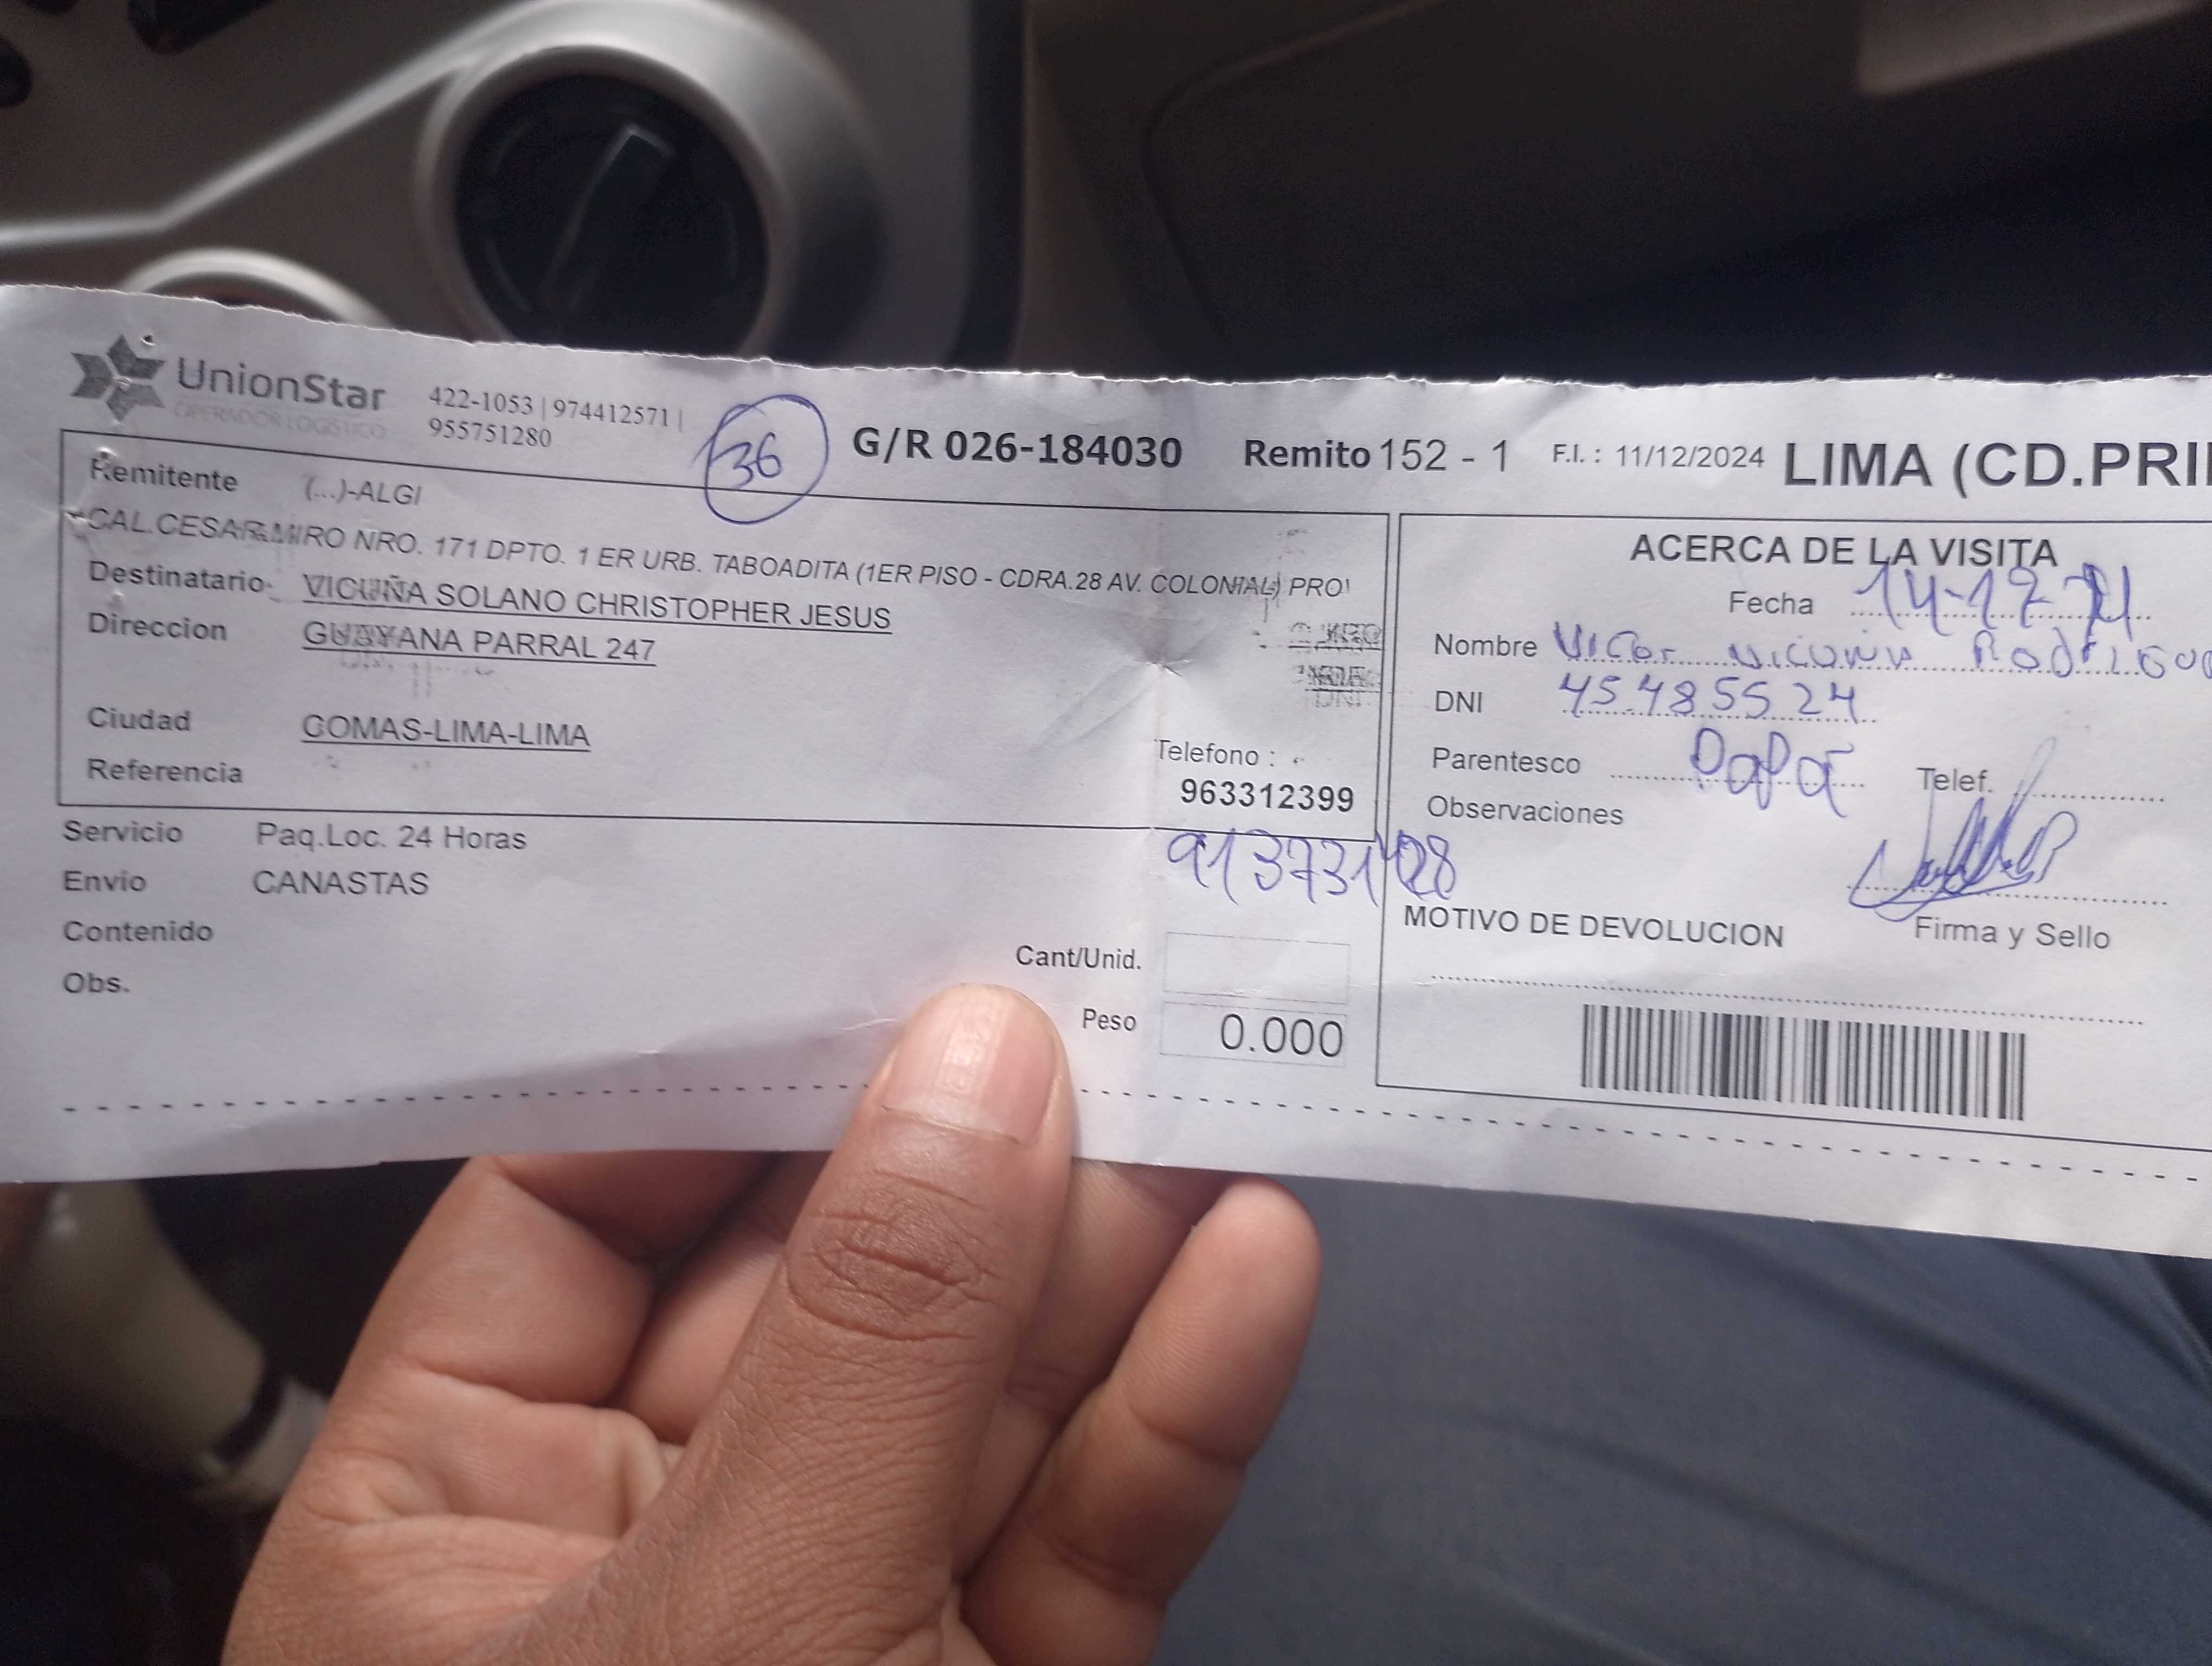 UnionStar
OPERADOR LOGISTICO
422-1053 | 974412571 |
955751280
36
G/R 026-184030 Remito 152 - 1 F.I. : 11/12/2024 LIMA (CD.PRI
Remitente (...)-ALGI
CAL.CESAR MIRO NRO. 171 DPTO. 1 ER URB. TABOADITA (1ER PISO - CDRA.28 AV. COLONIAL) PRO
Destinatario VICUÑA SOLANO CHRISTOPHER JESUS
Direccion GUAYANA PARRAL 247
Ciudad COMAS-LIMA-LIMA
Referencia
Telefono :
963312399
Servicio Paq.Loc. 24 Horas
Envio CANASTAS
Contenido
Obs.
Cant/Unid.
Peso 0.000
ACERCA DE LA VISITA
Fecha
Nombre Victor Vicuña
DNI 45485524
Parentesco Papá Telef.
Observaciones
Firma y Sello
MOTIVO DE DEVOLUCION